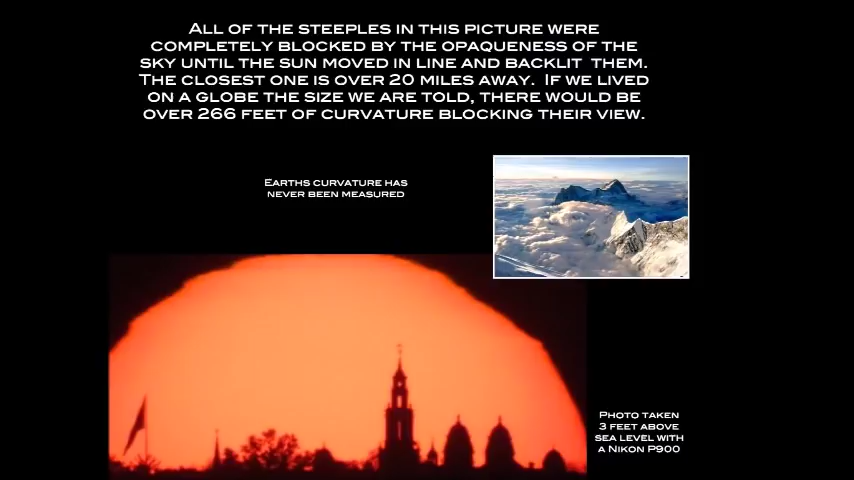 ALL OF THE STEEPLES IN THIS PICTURE WERE
COMPLETELY BLOCKED BY THE OPAQUENESS OF THE
SKY UNTIL THE SUN MOVED IN LINE AND BACKLIT THEM.
THE CLOSEST ONE IS OVER 20 MILES AWAY. IF WE LIVED
ON A GLOBE THE SIZE WE ARE TOLD, THERE WOULD BE
OVER 266 FEET OF CURVATURE BLOCKING THEIR VIEW.
EARTHS CURVATURE HAS
NEVER BEEN MEASURED
PHOTO TAKEN
3 FEET ABOVE
SEA LEVEL WITH
A NIKON P900